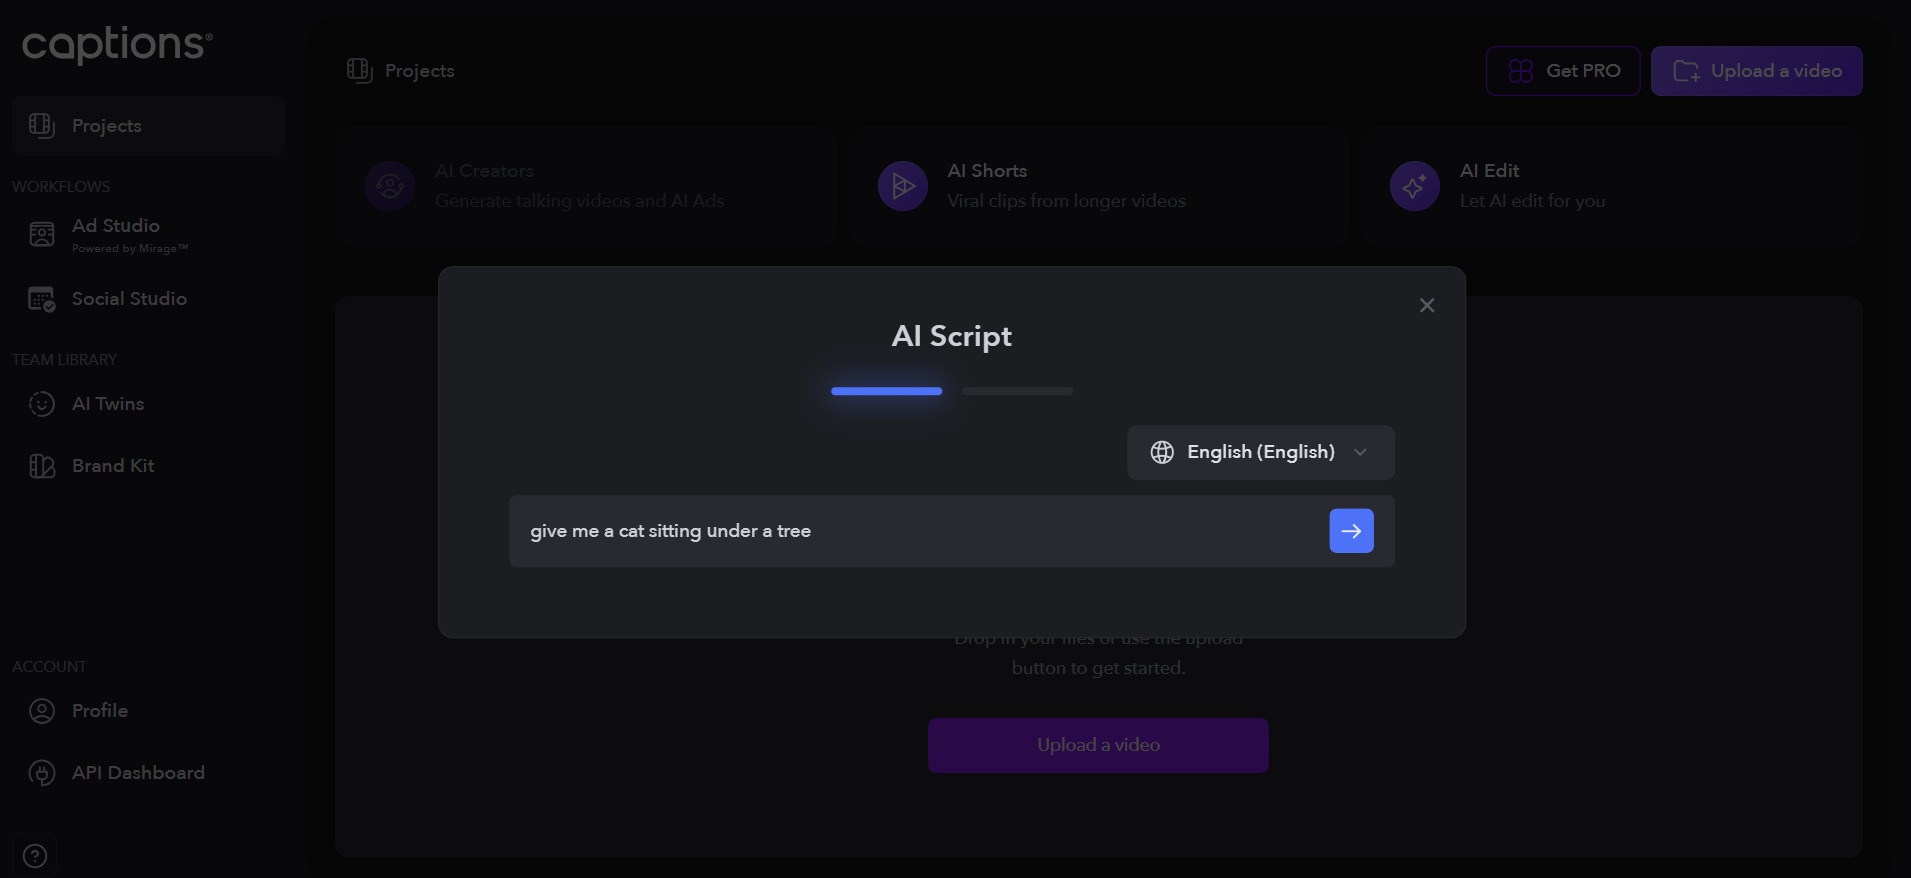 captions®
Projects
WORKFLOWS
Ad Studio
Powered by Mirage™
Social Studio
TEAM LIBRARY
AI Twins
Brand Kit
ACCOUNT
Profile
API Dashboard
Projects
Get PRO
Upload a video
AI Creators
Generate talking videos and AI Ads
AI Shorts
Viral clips from longer videos
AI Edit
Let AI edit for you
AI Script
English (English)
give me a cat sitting under a tree
Drop in your files or use the upload
button to get started.
Upload a video